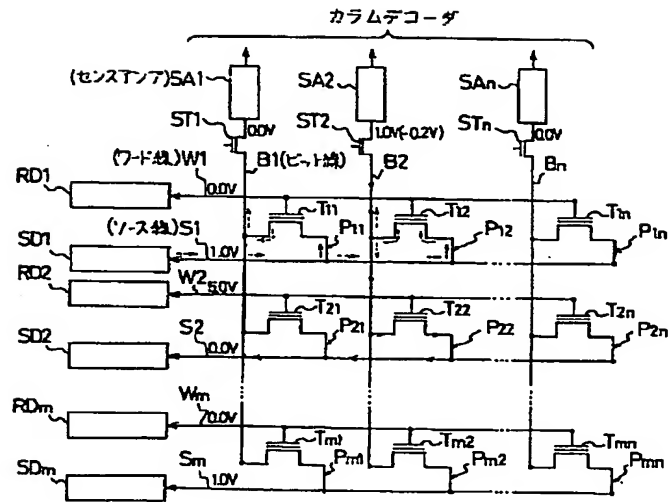 カラムデコーダ
(センスアンプ)SA1 SA2 SAn
ST1 0.0V ST2 1.0V(-0.2V) STn 0.0V
(ワード線)W1 B1(ビット線) B2 Bn
RD1 0.0V
T11 T12 T1n
(ソース線)S1 P11 P12 P1n
SD1 1.0V
RD2 W2 5.0V
T21 T22 T2n
S2 P21 P22 P2n
SD2 0.0V
RDm Wm 0.0V
Tm1 Tm2 Tmn
Sm Pm1 Pm2 Pmn
SDm 1.0V